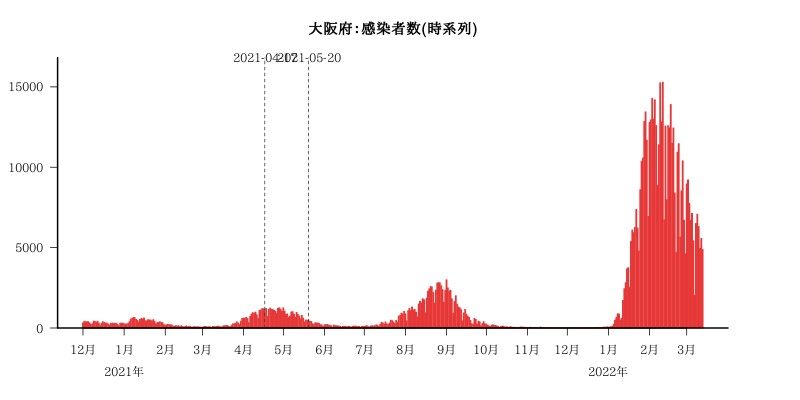 大阪府：感染者数(時系列)
2021-04-17
2021-05-20
15000
10000
5000
0
12月 1月 2月 3月 4月 5月 6月 7月 8月 9月 10月 11月 12月 1月 2月 3月
2021年 2022年